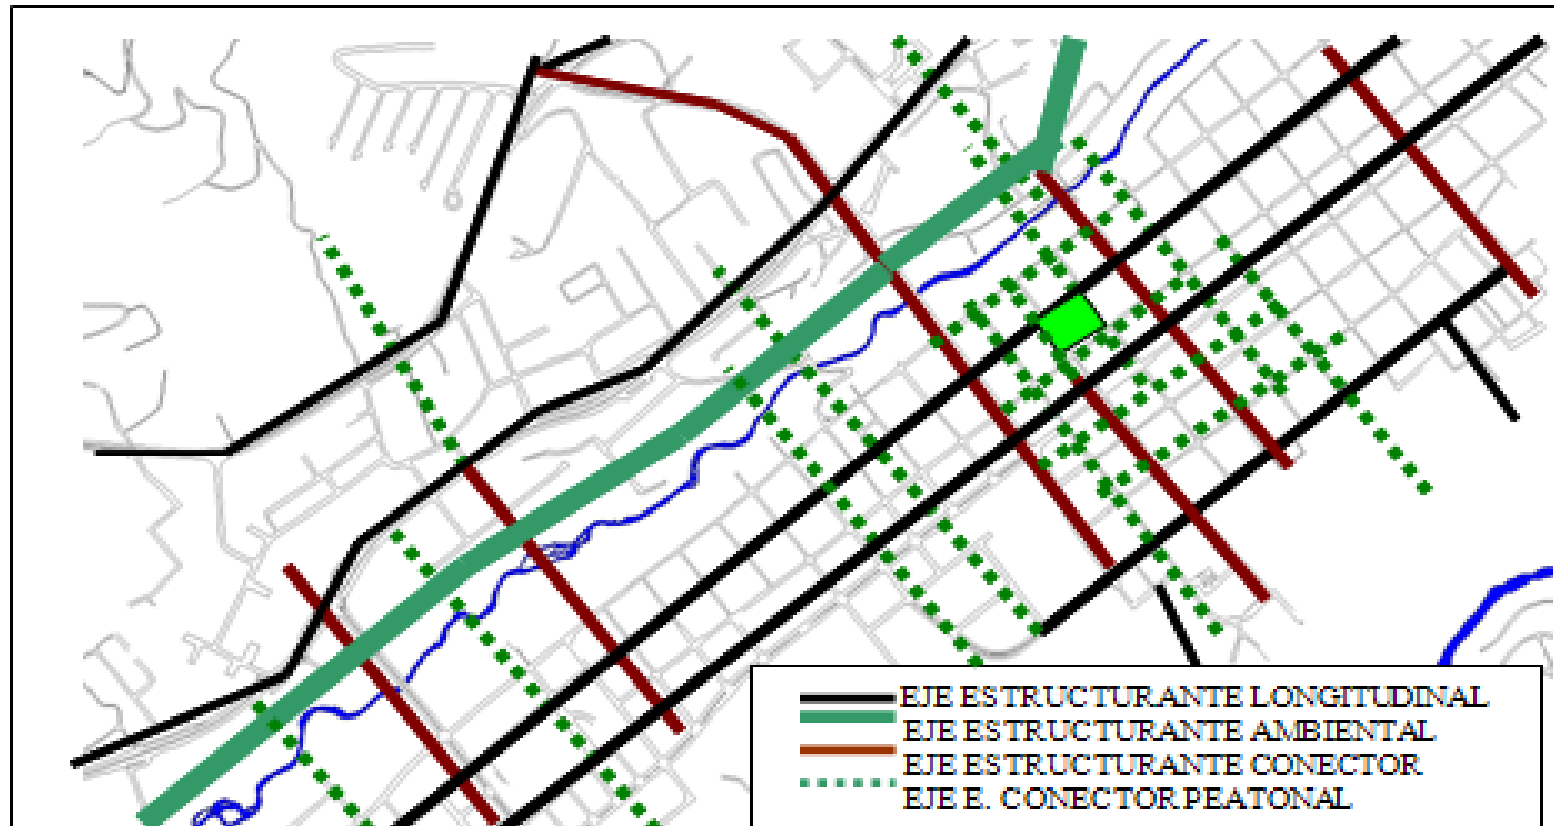 EJE ESTRUCTURANTE LONGITUDINAL
EJE ESTRUCTURANTE AMBIENTAL
EJE ESTRUCTURANTE CONECTOR
EJE E. CONECTOR PEATONAL